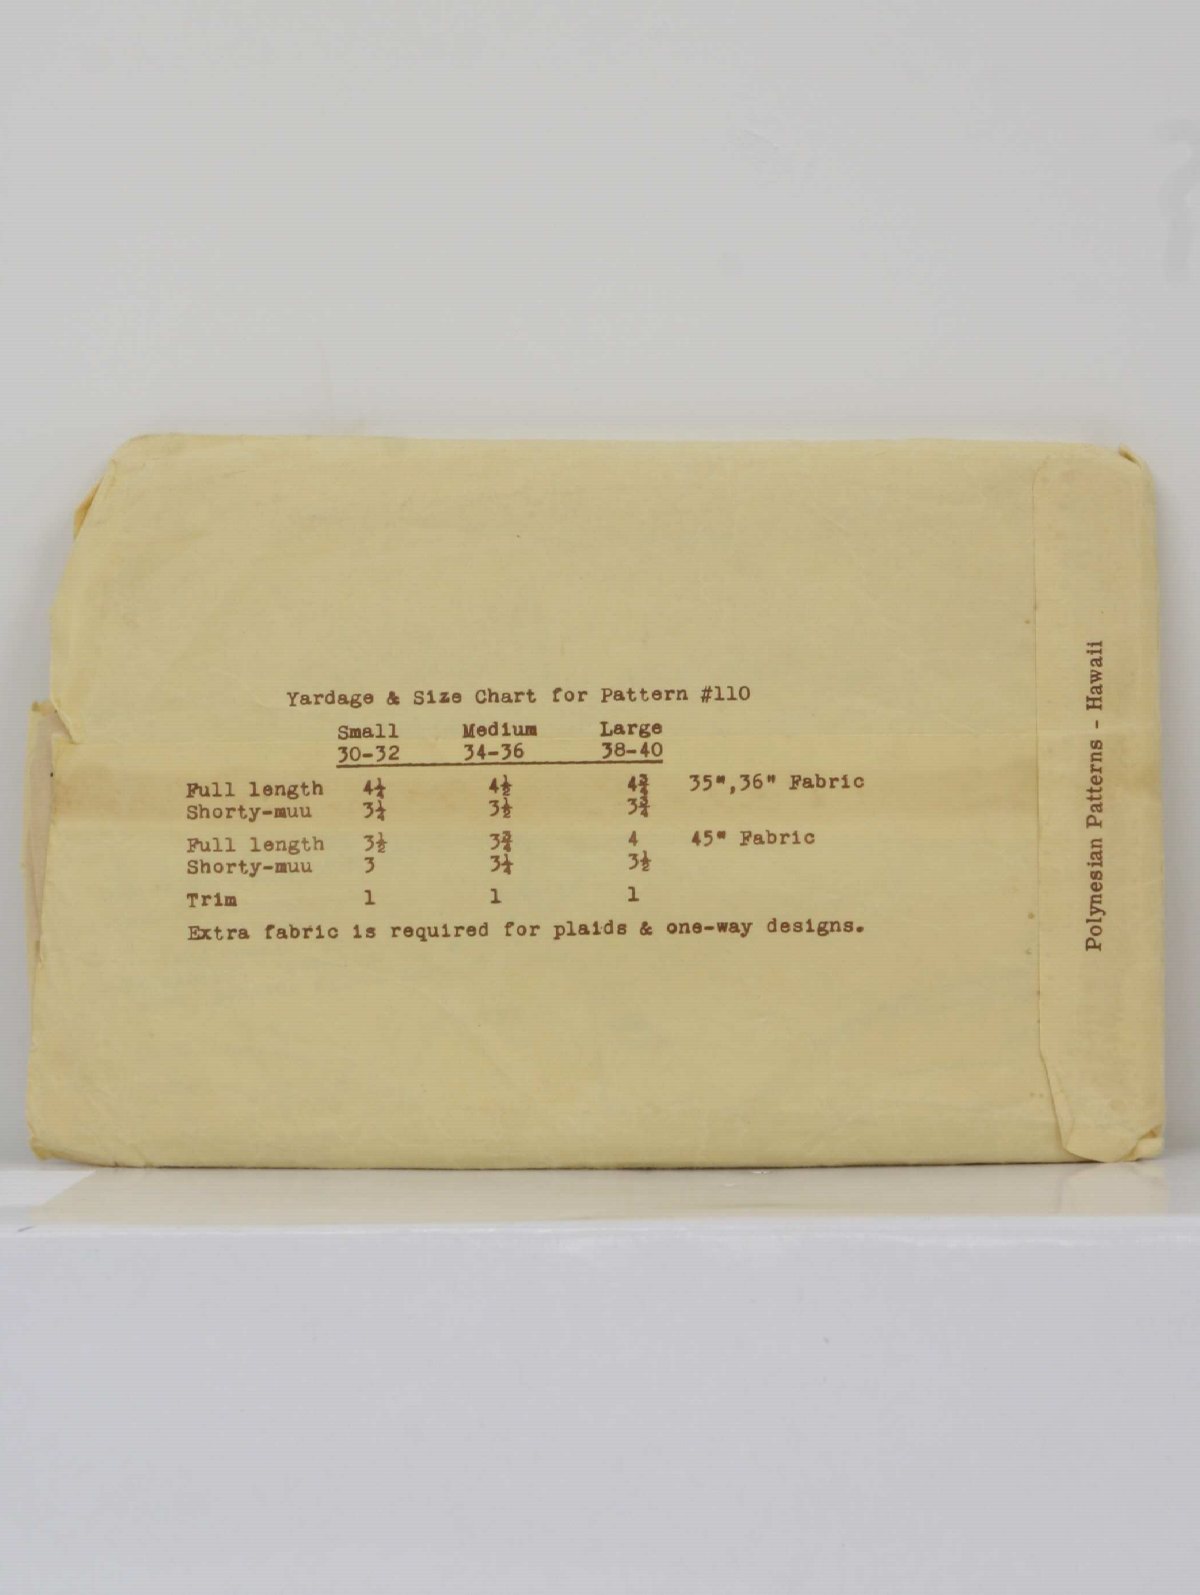 Yardage & Size Chart for Pattern #110
Small Medium Large
30-32 34-36 38-40
Full length 4¼ 4½ 4¾ 35",36" Fabric
Shorty-muu 3¼ 3½ 3¾
Full length 3½ 3¾ 4 45" Fabric
Shorty-muu 3 3¼ 3½
Trim 1 1 1
Extra fabric is required for plaids & one-way designs.
Polynesian Patterns - Hawaii